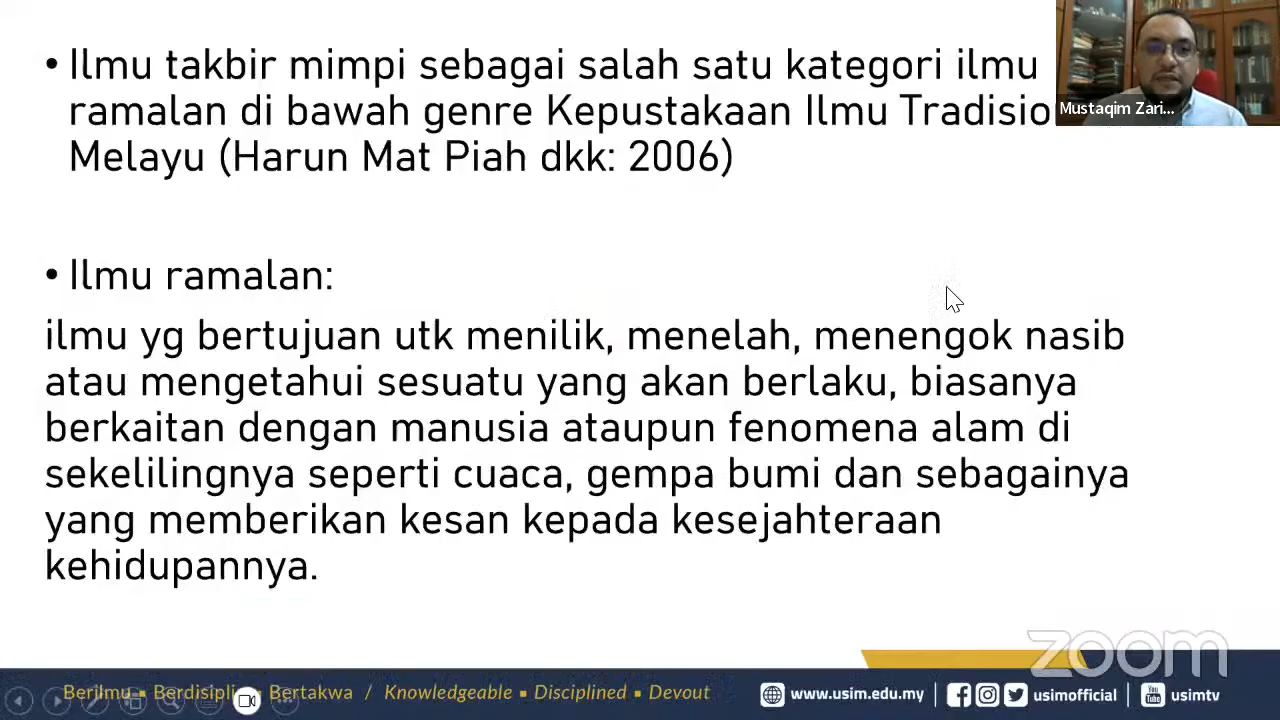 • Ilmu takbir mimpi sebagai salah satu kategori ilmu
ramalan di bawah genre Kepustakaan Ilmu Tradisio
Melayu (Harun Mat Piah dkk: 2006)
Mustaqim Zari...
• Ilmu ramalan:
ilmu yg bertujuan utk menilik, menelah, menengok nasib
atau mengetahui sesuatu yang akan berlaku, biasanya
berkaitan dengan manusia ataupun fenomena alam di
sekelilingnya seperti cuaca, gempa bumi dan sebagainya
yang memberikan kesan kepada kesejahteraan
kehidupannya.
zoom
Berilmu ▪ Berdisipli ▪ Bertakwa / Knowledgeable ▪ Disciplined ▪ Devout
www.usim.edu.my | usimofficial | You Tube usimtv